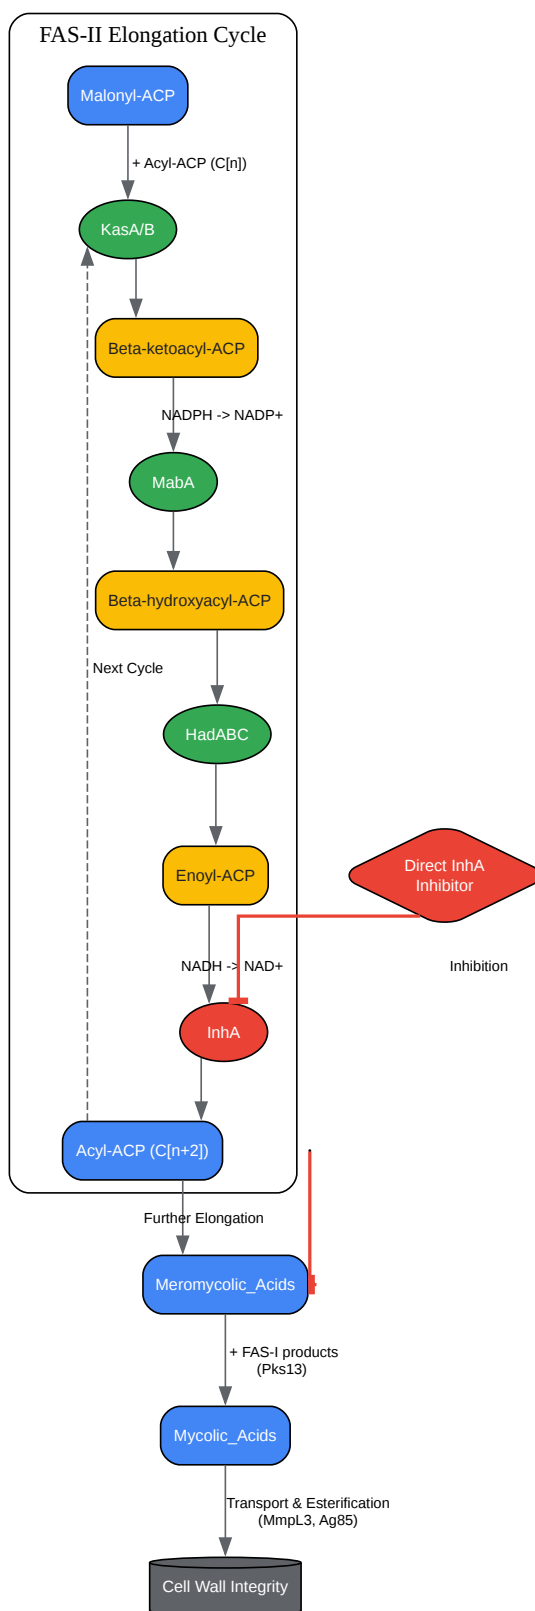 FAS-II Elongation Cycle
Malonyl-ACP
+ Acyl-ACP (C[n])
KasA/B
Beta-ketoacyl-ACP
NADPH -> NADP+
MabA
Beta-hydroxyacyl-ACP
Next Cycle
HadABC
Direct InhA
Inhibitor
Enoyl-ACP
NADH -> NAD+
Inhibition
InhA
Acyl-ACP (C[n+2])
Further Elongation
Meromycolic_Acids
+ FAS-I products
(Pks13)
Mycolic_Acids
Transport & Esterification
(MmpL3, Ag85)
Cell Wall Integrity